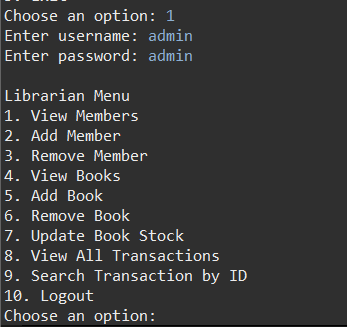 Choose an option: 1
Enter username: admin
Enter password: admin
Librarian Menu
1. View Members
2. Add Member
3. Remove Member
4. View Books
5. Add Book
6. Remove Book
7. Update Book Stock
8. View All Transactions
9. Search Transaction by ID
10. Logout
Choose an option: